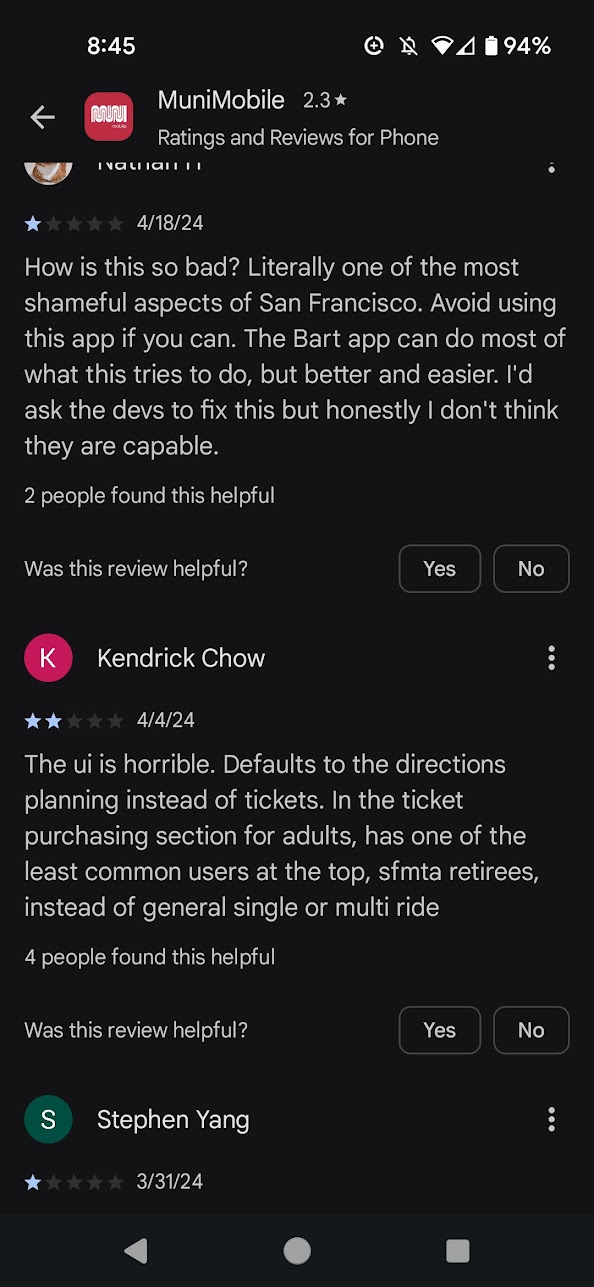 8:45
94%
MuniMobile 2.3★
MUNI
mobile
Ratings and Reviews for Phone
Nathan H
4/18/24
How is this so bad? Literally one of the most
shameful aspects of San Francisco. Avoid using
this app if you can. The Bart app can do most of
what this tries to do, but better and easier. I'd
ask the devs to fix this but honestly I don't think
they are capable.
2 people found this helpful
Was this review helpful?
Yes
No
K
Kendrick Chow
4/4/24
The ui is horrible. Defaults to the directions
planning instead of tickets. In the ticket
purchasing section for adults, has one of the
least common users at the top, sfmta retirees,
instead of general single or multi ride
4 people found this helpful
Was this review helpful?
Yes
No
S
Stephen Yang
3/31/24